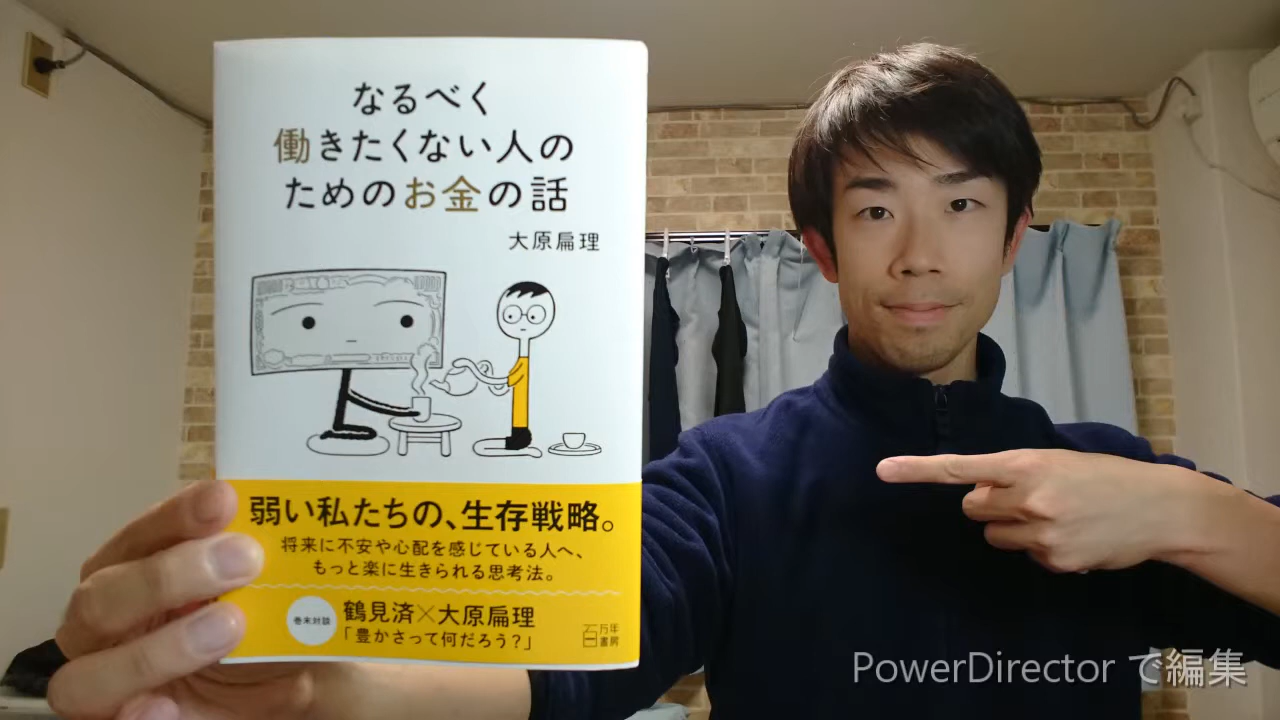 なるべく
働きたくない人の
ためのお金の話
大原扁理
弱い私たちの、生存戦略。
将来に不安や心配を感じている人へ、
もっと楽に生きられる思考法。
巻末対談
鶴見済×大原扁理
「豊かさって何だろう?」
百万年
書房
PowerDirector で編集